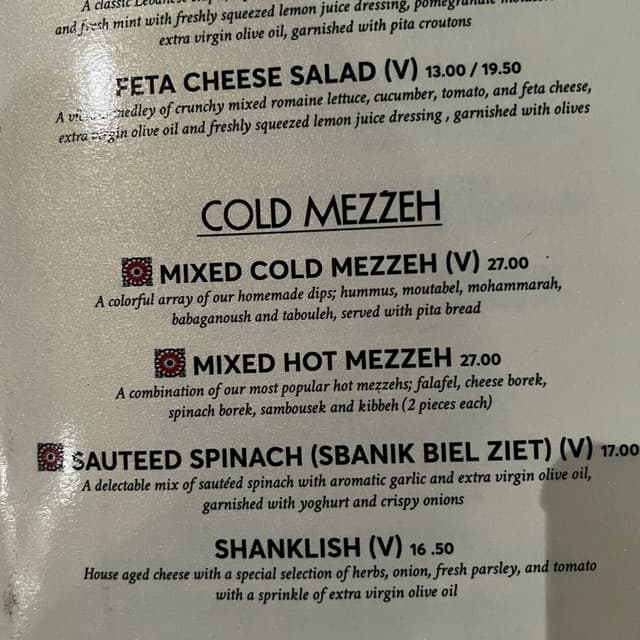 A classic Lebanese
and fresh mint with freshly squeezed lemon juice dressing, pomegranate molasses
extra virgin olive oil, garnished with pita croutons
FETA CHEESE SALAD (V) 13.00 / 19.50
A medley of crunchy mixed romaine lettuce, cucumber, tomato, and feta cheese,
extra virgin olive oil and freshly squeezed lemon juice dressing , garnished with olives
COLD MEZZEH
MIXED COLD MEZZEH (V) 27.00
A colorful array of our homemade dips; hummus, moutabel, mohammarah,
babaganoush and tabouleh, served with pita bread
MIXED HOT MEZZEH 27.00
A combination of our most popular hot mezzehs; falafel, cheese borek,
spinach borek, sambousek and kibbeh (2 pieces each)
SAUTEED SPINACH (SBANIK BIEL ZIET) (V) 17.00
A delectable mix of sautéed spinach with aromatic garlic and extra virgin olive oil,
garnished with yoghurt and crispy onions
SHANKLISH (V) 16 .50
House aged cheese with a special selection of herbs, onion, fresh parsley, and tomato
with a sprinkle of extra virgin olive oil